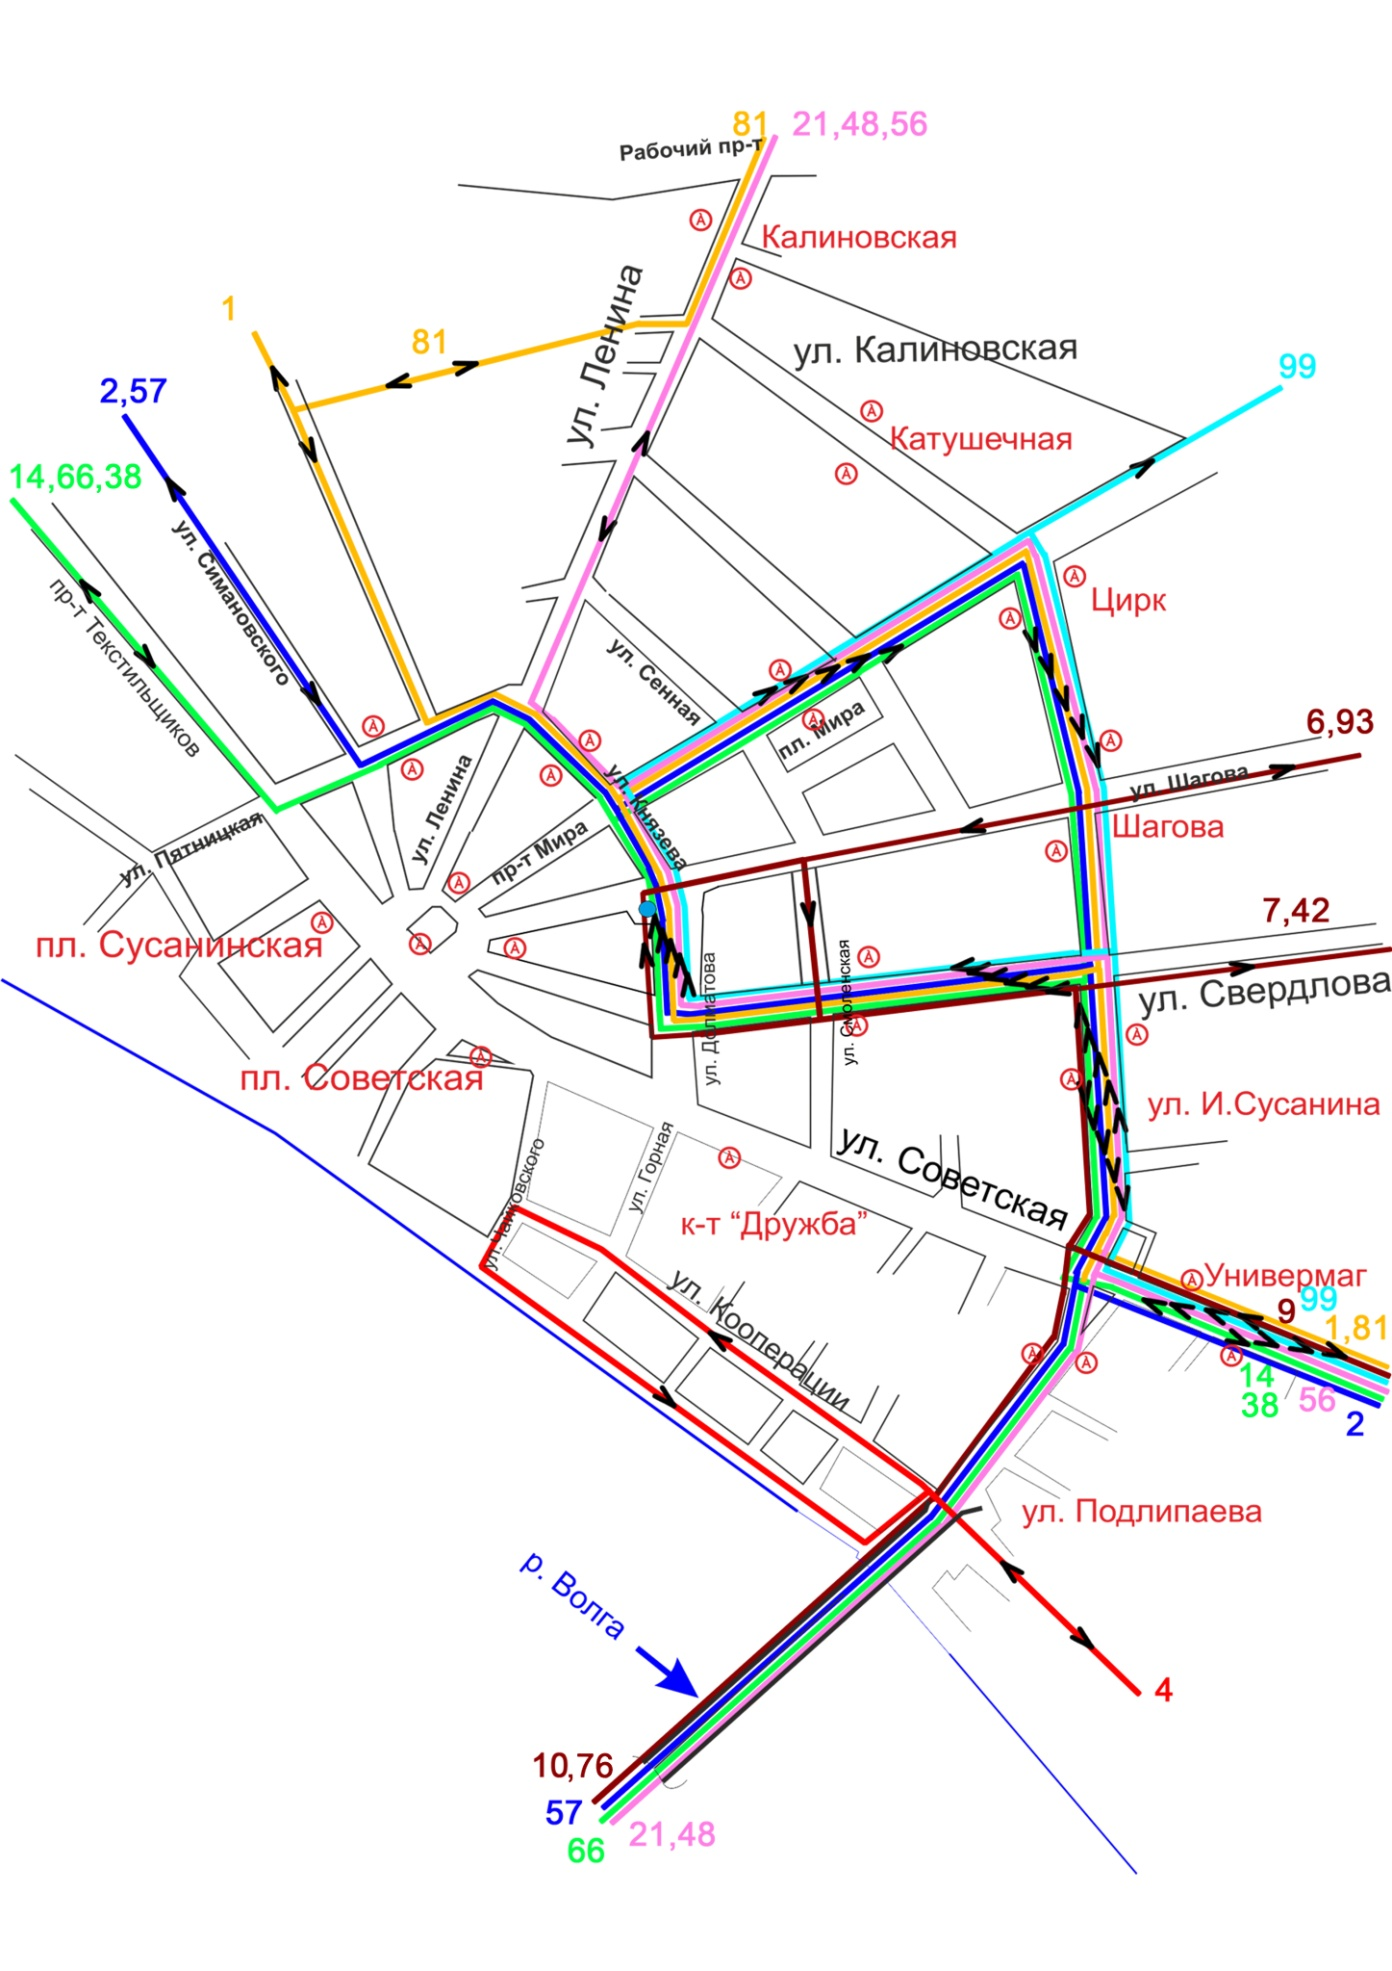 81
21,48,56
Рабочий пр-т
Калиновская
ул. Ленина
1
81
ул. Калиновская
99
2,57
Катушечная
14,66,38
ул. Симановского
пр-т Текстильщиков
Цирк
ул. Сенная
пл. Мира
6,93
ул. Шагова
Шагова
ул. Князева
ул. Ленина
пр-т Мира
ул. Пятницкая
7,42
пл. Сусанинская
ул. Свердлова
ул. Долматова
ул. Смоленская
пл. Советская
ул. И.Сусанина
ул. Советская
ул. Горная
ул. Чайковского
к-т “Дружба”
Универмаг
99
9
1,81
ул. Кооперации
14
38
56
2
ул. Подлипаева
р. Волга
4
10,76
57
21,48
66